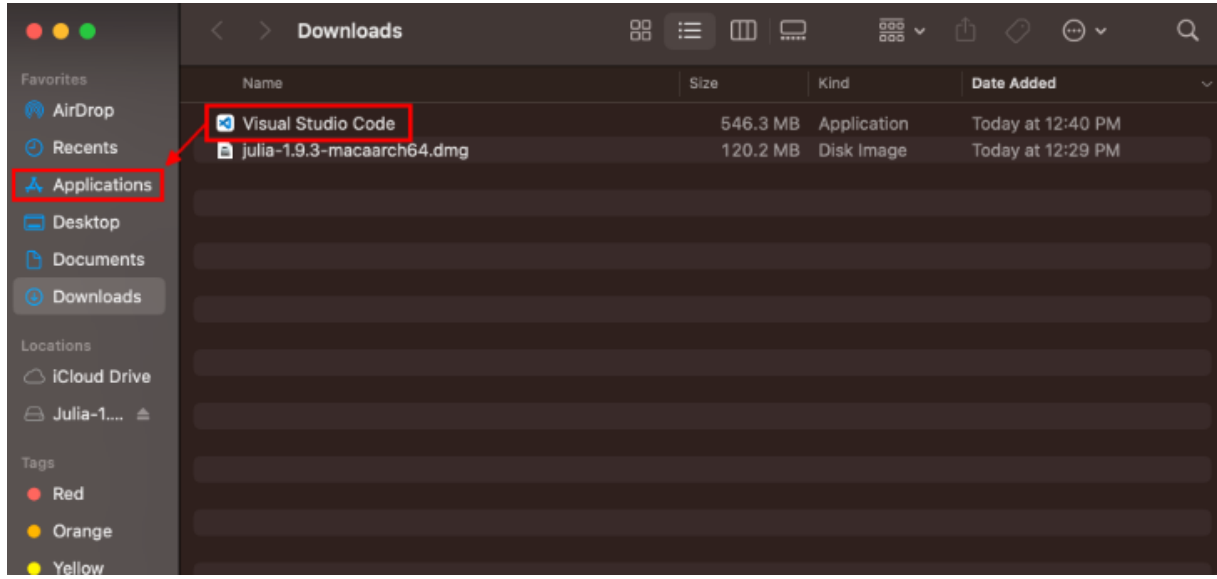 Downloads
Favorites
AirDrop
Recents
Applications
Desktop
Documents
Downloads
Locations
iCloud Drive
Julia-1....
Tags
Red
Orange
Yellow
Name Size Kind Date Added
Visual Studio Code 546.3 MB Application Today at 12:40 PM
julia-1.9.3-macaarch64.dmg 120.2 MB Disk Image Today at 12:29 PM